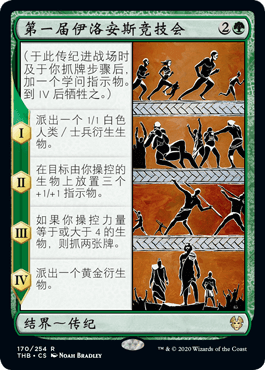 第一届伊洛安斯竞技会 2
(于此传纪进战场时
及于你抓牌步骤后,
加一个学问指示物。
到 IV 后牺牲之。)
I
派出一个 1/1 白色
人类/士兵衍生生
物。
II
在目标由你操控的
生物上放置三个
+1/+1 指示物。
III
如果你操控力量
等于或大于 4 的生
物,则抓两张牌。
IV
派出一个黄金衍生
物。
结界～传纪
170/254 R
THB • CS NOAH BRADLEY
™ & © 2020 Wizards of the Coast